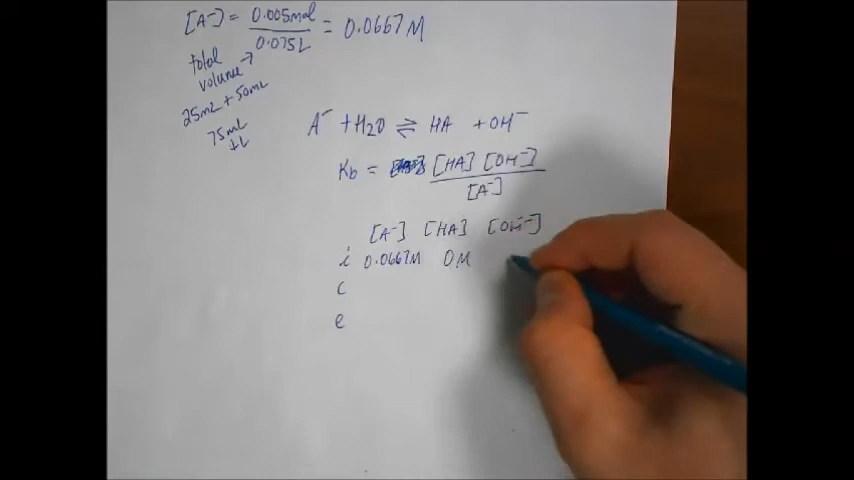 [A⁻] = 0.005mol / 0.075L = 0.0667M
total
volume →
25mL + 50mL
75mL
↓L
A⁻ + H₂O ⇌ HA + OH⁻
Kb = [HA] [OH⁻] / [A⁻]
[A⁻] [HA] [OH⁻]
i 0.0667M 0M
c
e